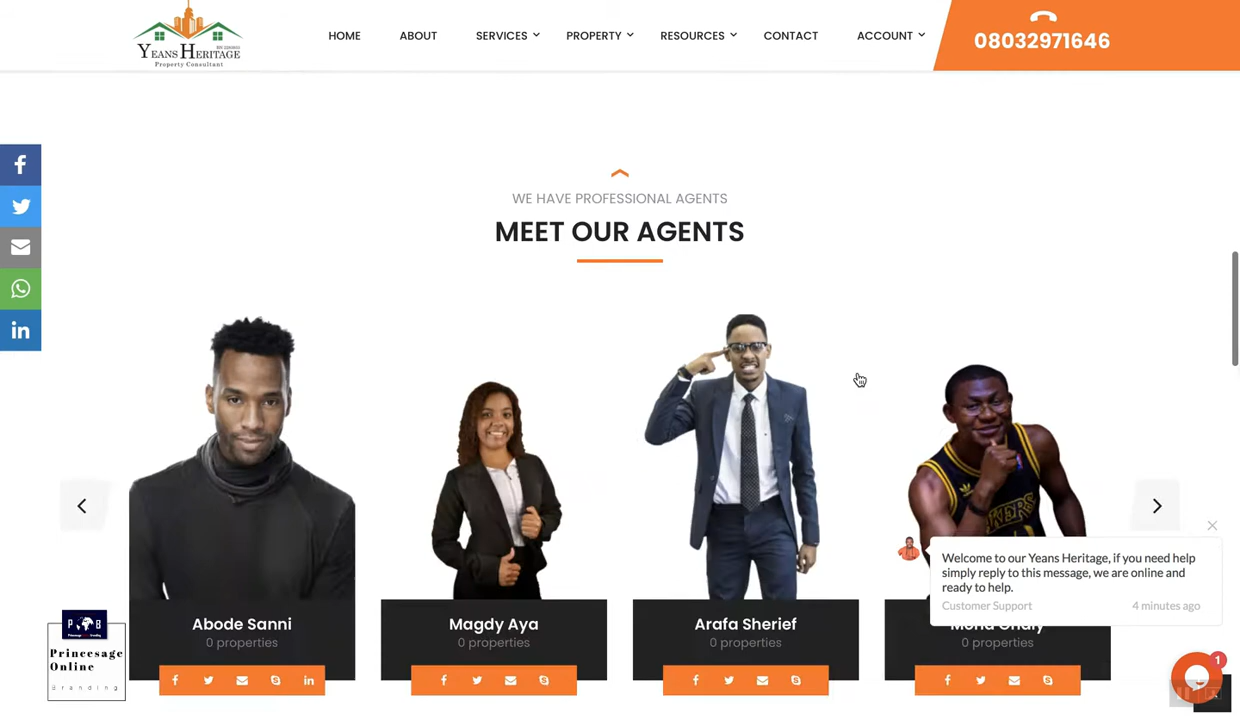 YEANS HERITAGE
Property Consultant
HOME
ABOUT
SERVICES
PROPERTY
RESOURCES
CONTACT
ACCOUNT
08032971646
WE HAVE PROFESSIONAL AGENTS
MEET OUR AGENTS
Welcome to our Yeans Heritage, if you need help
simply reply to this message, we are online and
ready to help.
Customer Support
4 minutes ago
Abode Sanni
0 properties
Magdy Aya
0 properties
Arafa Sherief
0 properties
0 properties
P B
Princesage
Online
Branding
1